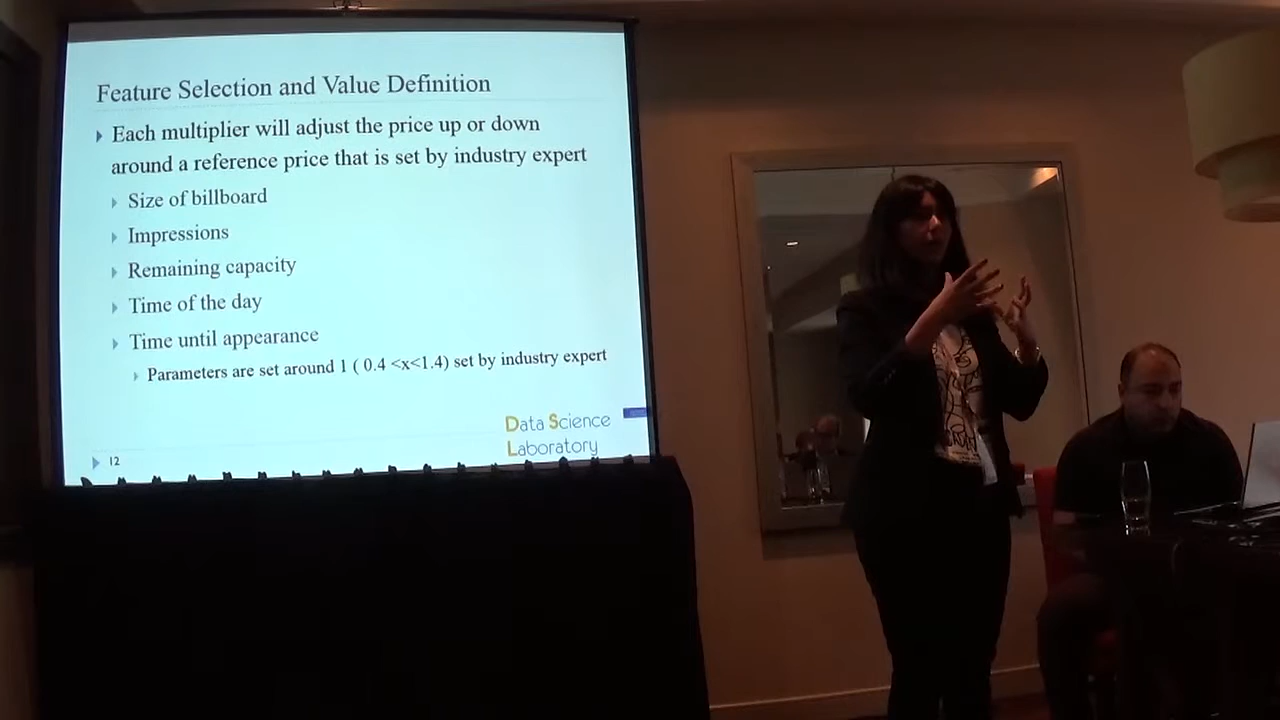 Feature Selection and Value Definition
Each multiplier will adjust the price up or down
around a reference price that is set by industry expert
Size of billboard
Impressions
Remaining capacity
Time of the day
Time until appearance
Parameters are set around 1 ( 0.4 <x<1.4) set by industry expert
Data Science
Laboratory
12